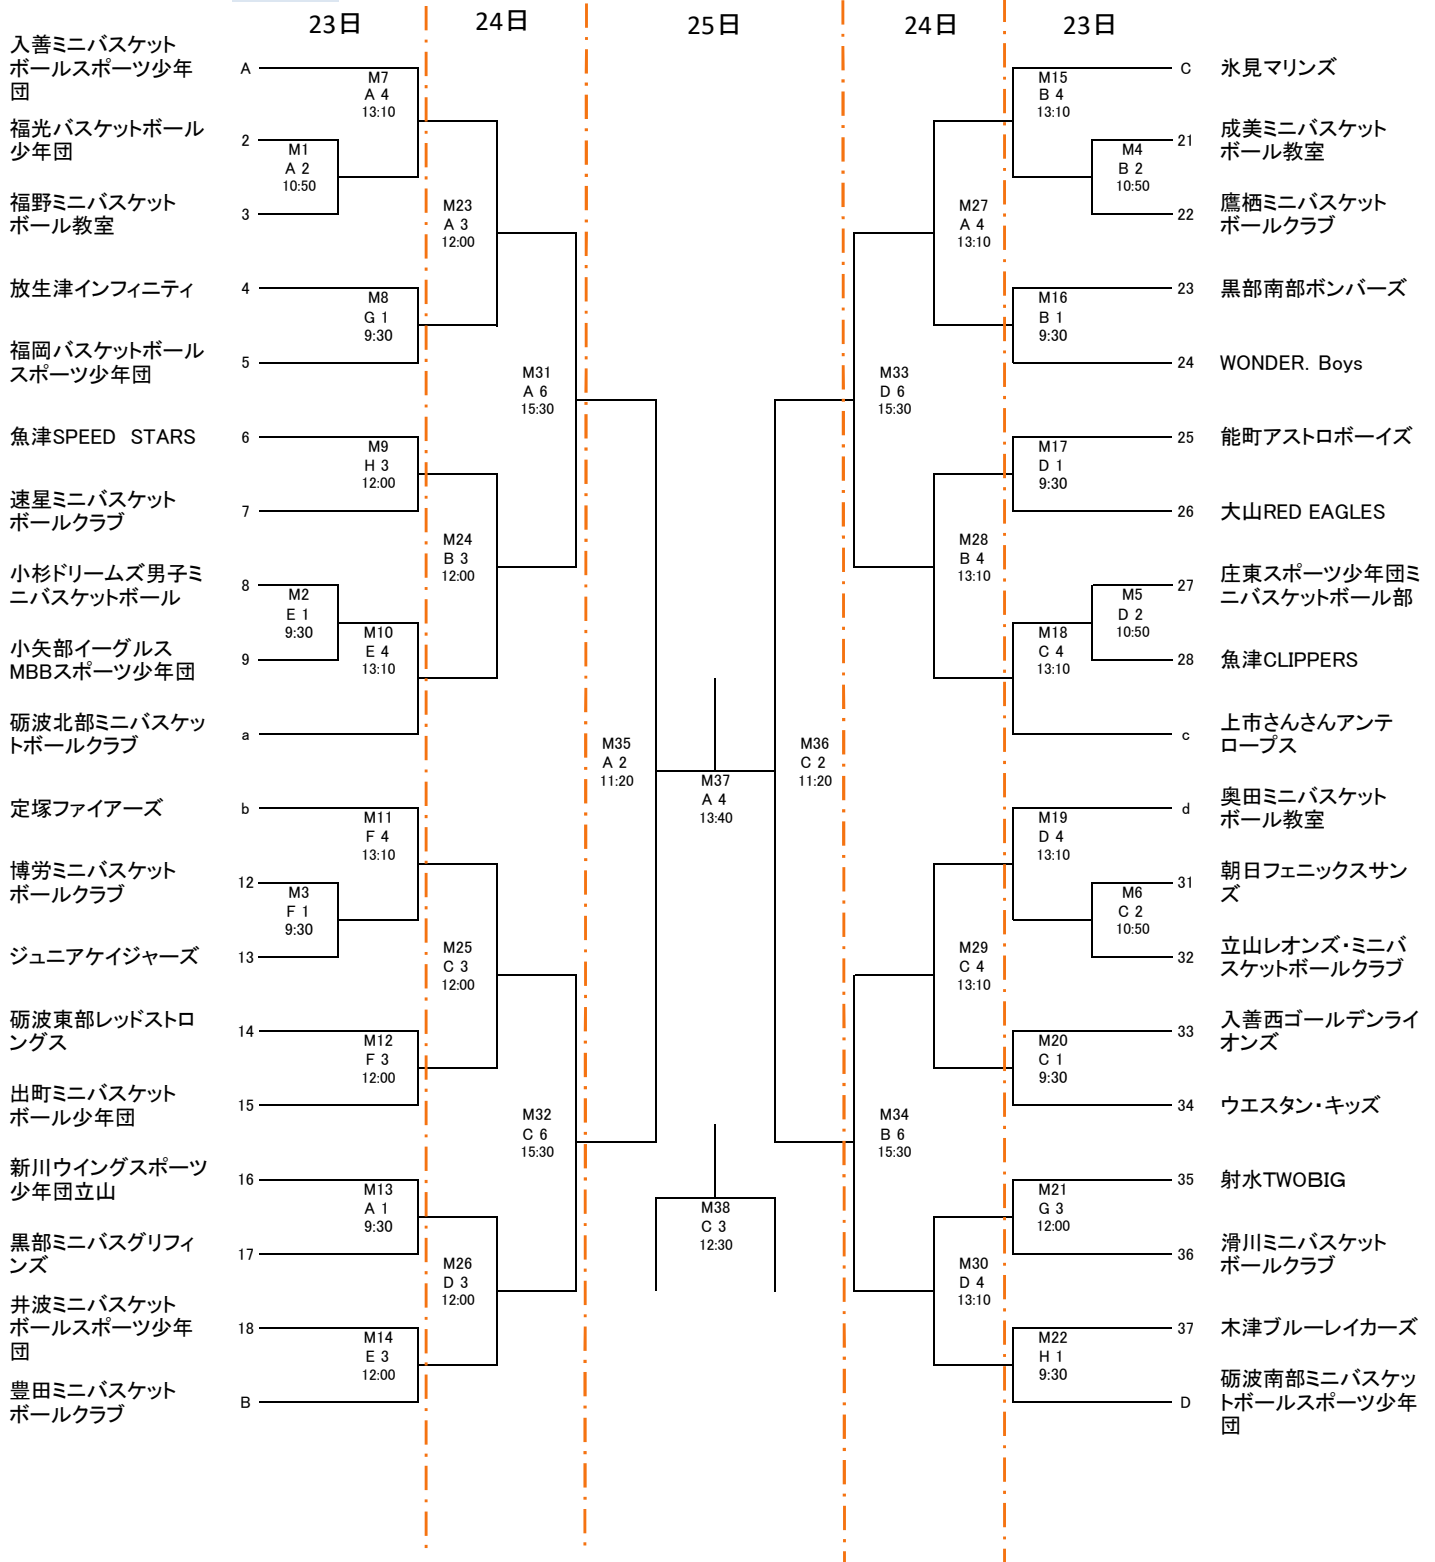 23日
24日
25日
24日
23日
入善ミニバスケット
ボールスポーツ少年
団
A
福光バスケットボール
少年団
2
福野ミニバスケット
ボール教室
3
放生津インフィニティ
4
福岡バスケットボール
スポーツ少年団
5
魚津SPEED　STARS
6
速星ミニバスケット
ボールクラブ
7
小杉ドリームズ男子ミ
ニバスケットボール
8
小矢部イーグルス
MBBスポーツ少年団
9
砺波北部ミニバスケッ
トボールクラブ
a
定塚ファイアーズ
b
博労ミニバスケット
ボールクラブ
12
ジュニアケイジャーズ
13
砺波東部レッドストロ
ングス
14
出町ミニバスケット
ボール少年団
15
新川ウイングスポーツ
少年団立山
16
黒部ミニバスグリフィ
ンズ
17
井波ミニバスケット
ボールスポーツ少年
団
18
豊田ミニバスケット
ボールクラブ
B
M1
A 2
10:50
M2
E 1
9:30
M3
F 1
9:30
M7
A 4
13:10
M8
G 1
9:30
M9
H 3
12:00
M10
E 4
13:10
M11
F 4
13:10
M12
F 3
12:00
M13
A 1
9:30
M14
E 3
12:00
M23
A 3
12:00
M24
B 3
12:00
M25
C 3
12:00
M26
D 3
12:00
M31
A 6
15:30
M32
C 6
15:30
M35
A 2
11:20
M37
A 4
13:40
M38
C 3
12:30
M36
C 2
11:20
M33
D 6
15:30
M34
B 6
15:30
M27
A 4
13:10
M28
B 4
13:10
M29
C 4
13:10
M30
D 4
13:10
M15
B 4
13:10
M16
B 1
9:30
M17
D 1
9:30
M18
C 4
13:10
M19
D 4
13:10
M20
C 1
9:30
M21
G 3
12:00
M22
H 1
9:30
M4
B 2
10:50
M5
D 2
10:50
M6
C 2
10:50
C
氷見マリンズ
21
成美ミニバスケット
ボール教室
22
鷹栖ミニバスケット
ボールクラブ
23
黒部南部ボンバーズ
24
WONDER．Boys
25
能町アストロボーイズ
26
大山RED EAGLES
27
庄東スポーツ少年団ミ
ニバスケットボール部
28
魚津CLIPPERS
c
上市さんさんアンテ
ロープス
d
奥田ミニバスケット
ボール教室
31
朝日フェニックスサン
ズ
32
立山レオンズ・ミニバ
スケットボールクラブ
33
入善西ゴールデンライ
オンズ
34
ウエスタン・キッズ
35
射水TWOBIG
36
滑川ミニバスケット
ボールクラブ
37
木津ブルーレイカーズ
D
砺波南部ミニバスケッ
トボールスポーツ少年
団